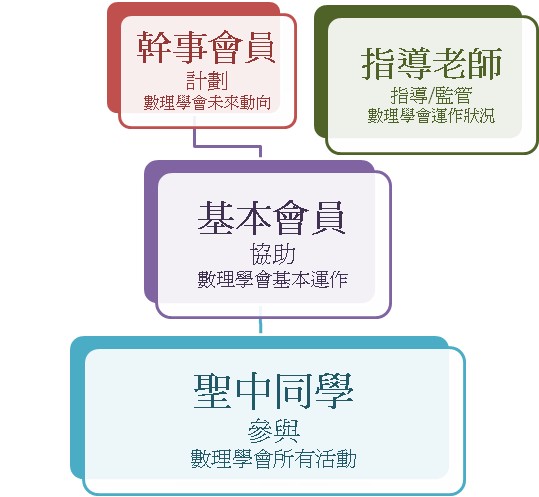 幹事會員
計劃
數理學會未來動向
指導老師
指導/監管
數理學會運作狀況
基本會員
協助
數理學會基本運作
聖中同學
參與
數理學會所有活動